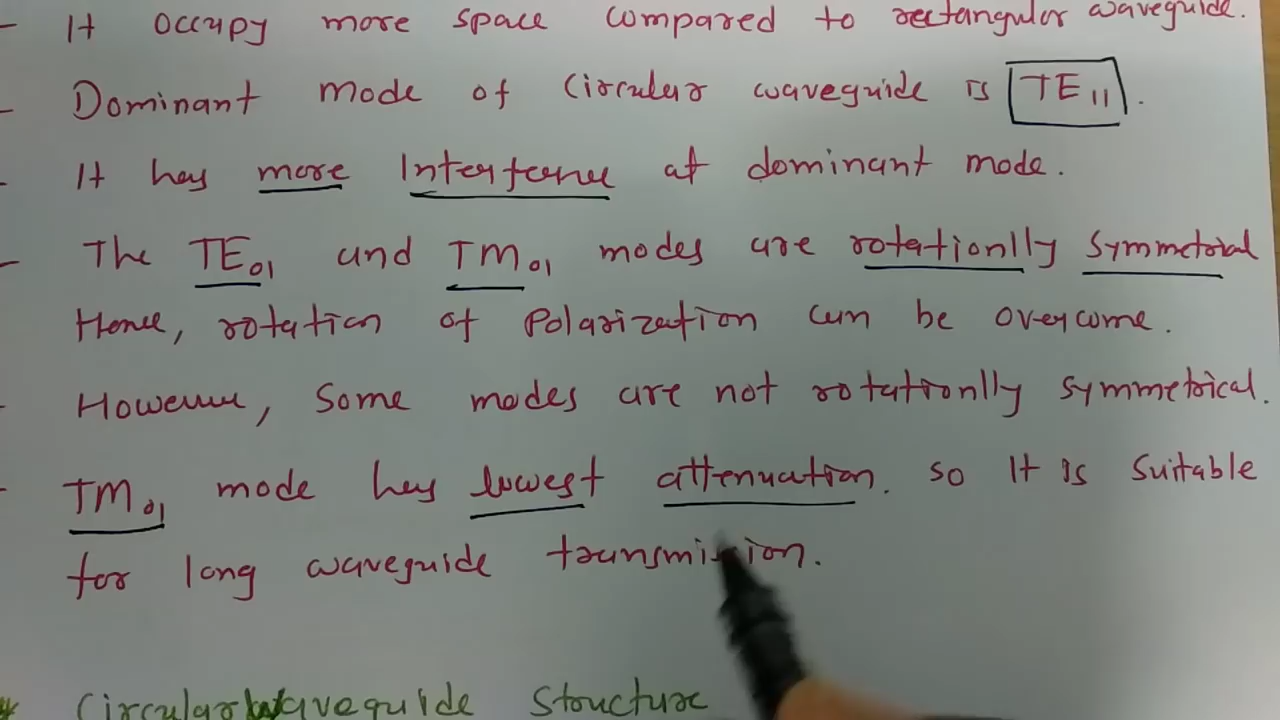 - It occupy more space compared to rectangular waveguide.
- Dominant mode of Circular waveguide is TE11.
- It has more Interference at dominant mode.
- The TE01 and TM01 modes are rotationlly symmetrical
Hence, rotation of Polarization can be overcome.
- However, Some modes are not rotationlly symmetrical.
- TM01 mode has lowest attenuation. so It is Suitable
for long waveguide transmission.
* Circular Waveguide Structure